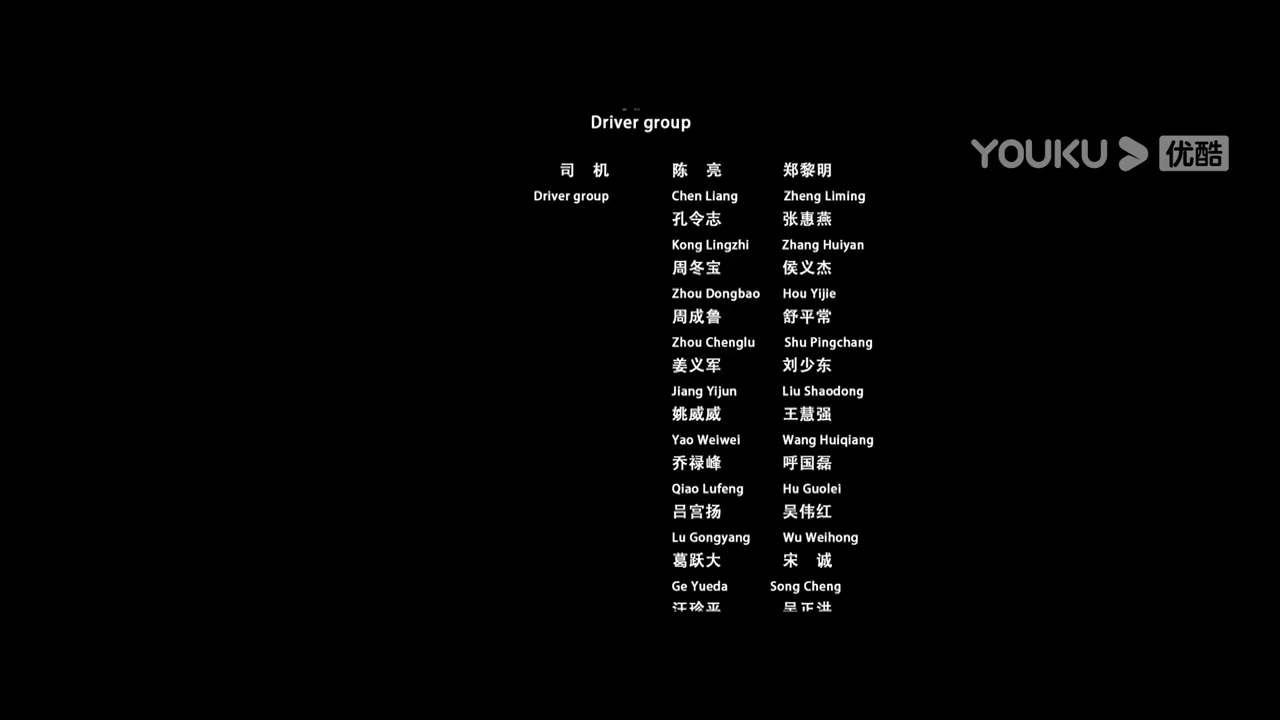 Driver group
YOUKU 优酷
司 机 陈 亮 郑黎明
Driver group Chen Liang Zheng Liming
孔令志 张惠燕
Kong Lingzhi Zhang Huiyan
周冬宝 侯义杰
Zhou Dongbao Hou Yijie
周成鲁 舒平常
Zhou Chenglu Shu Pingchang
姜义军 刘少东
Jiang Yijun Liu Shaodong
姚威威 王慧强
Yao Weiwei Wang Huiqiang
乔禄峰 呼国磊
Qiao Lufeng Hu Guolei
吕宫扬 吴伟红
Lu Gongyang Wu Weihong
葛跃大 宋 诚
Ge Yueda Song Cheng